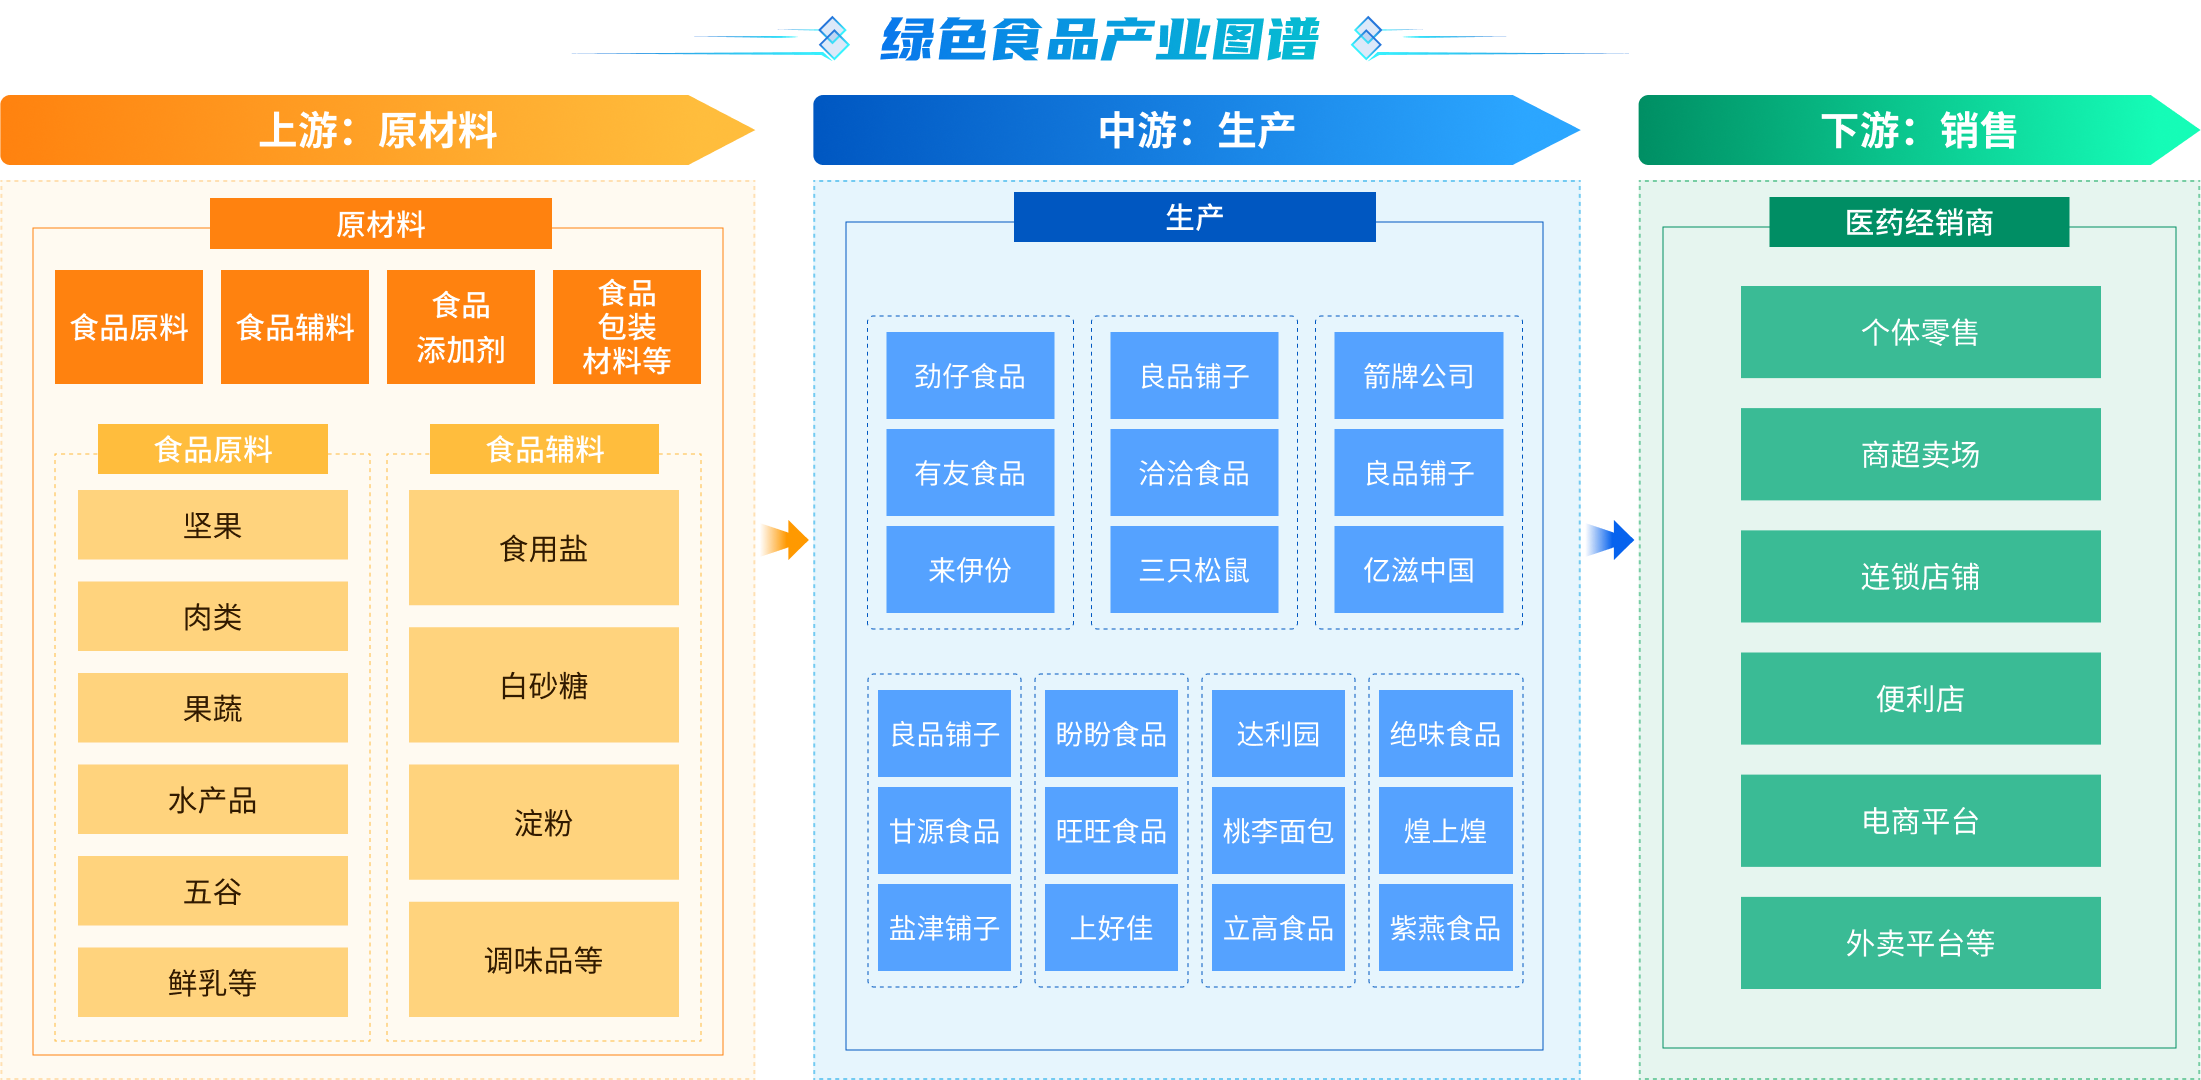 绿色食品产业图谱
上游：原材料
中游：生产
下游：销售
原材料
食品原料
食品辅料
食品
添加剂
食品
包装
材料等
食品原料
坚果
肉类
果蔬
水产品
五谷
鲜乳等
食品辅料
食用盐
白砂糖
淀粉
调味品等
生产
劲仔食品
有友食品
来伊份
良品铺子
洽洽食品
三只松鼠
箭牌公司
良品铺子
亿滋中国
良品铺子
甘源食品
盐津铺子
盼盼食品
旺旺食品
上好佳
达利园
桃李面包
立高食品
绝味食品
煌上煌
紫燕食品
医药经销商
个体零售
商超卖场
连锁店铺
便利店
电商平台
外卖平台等